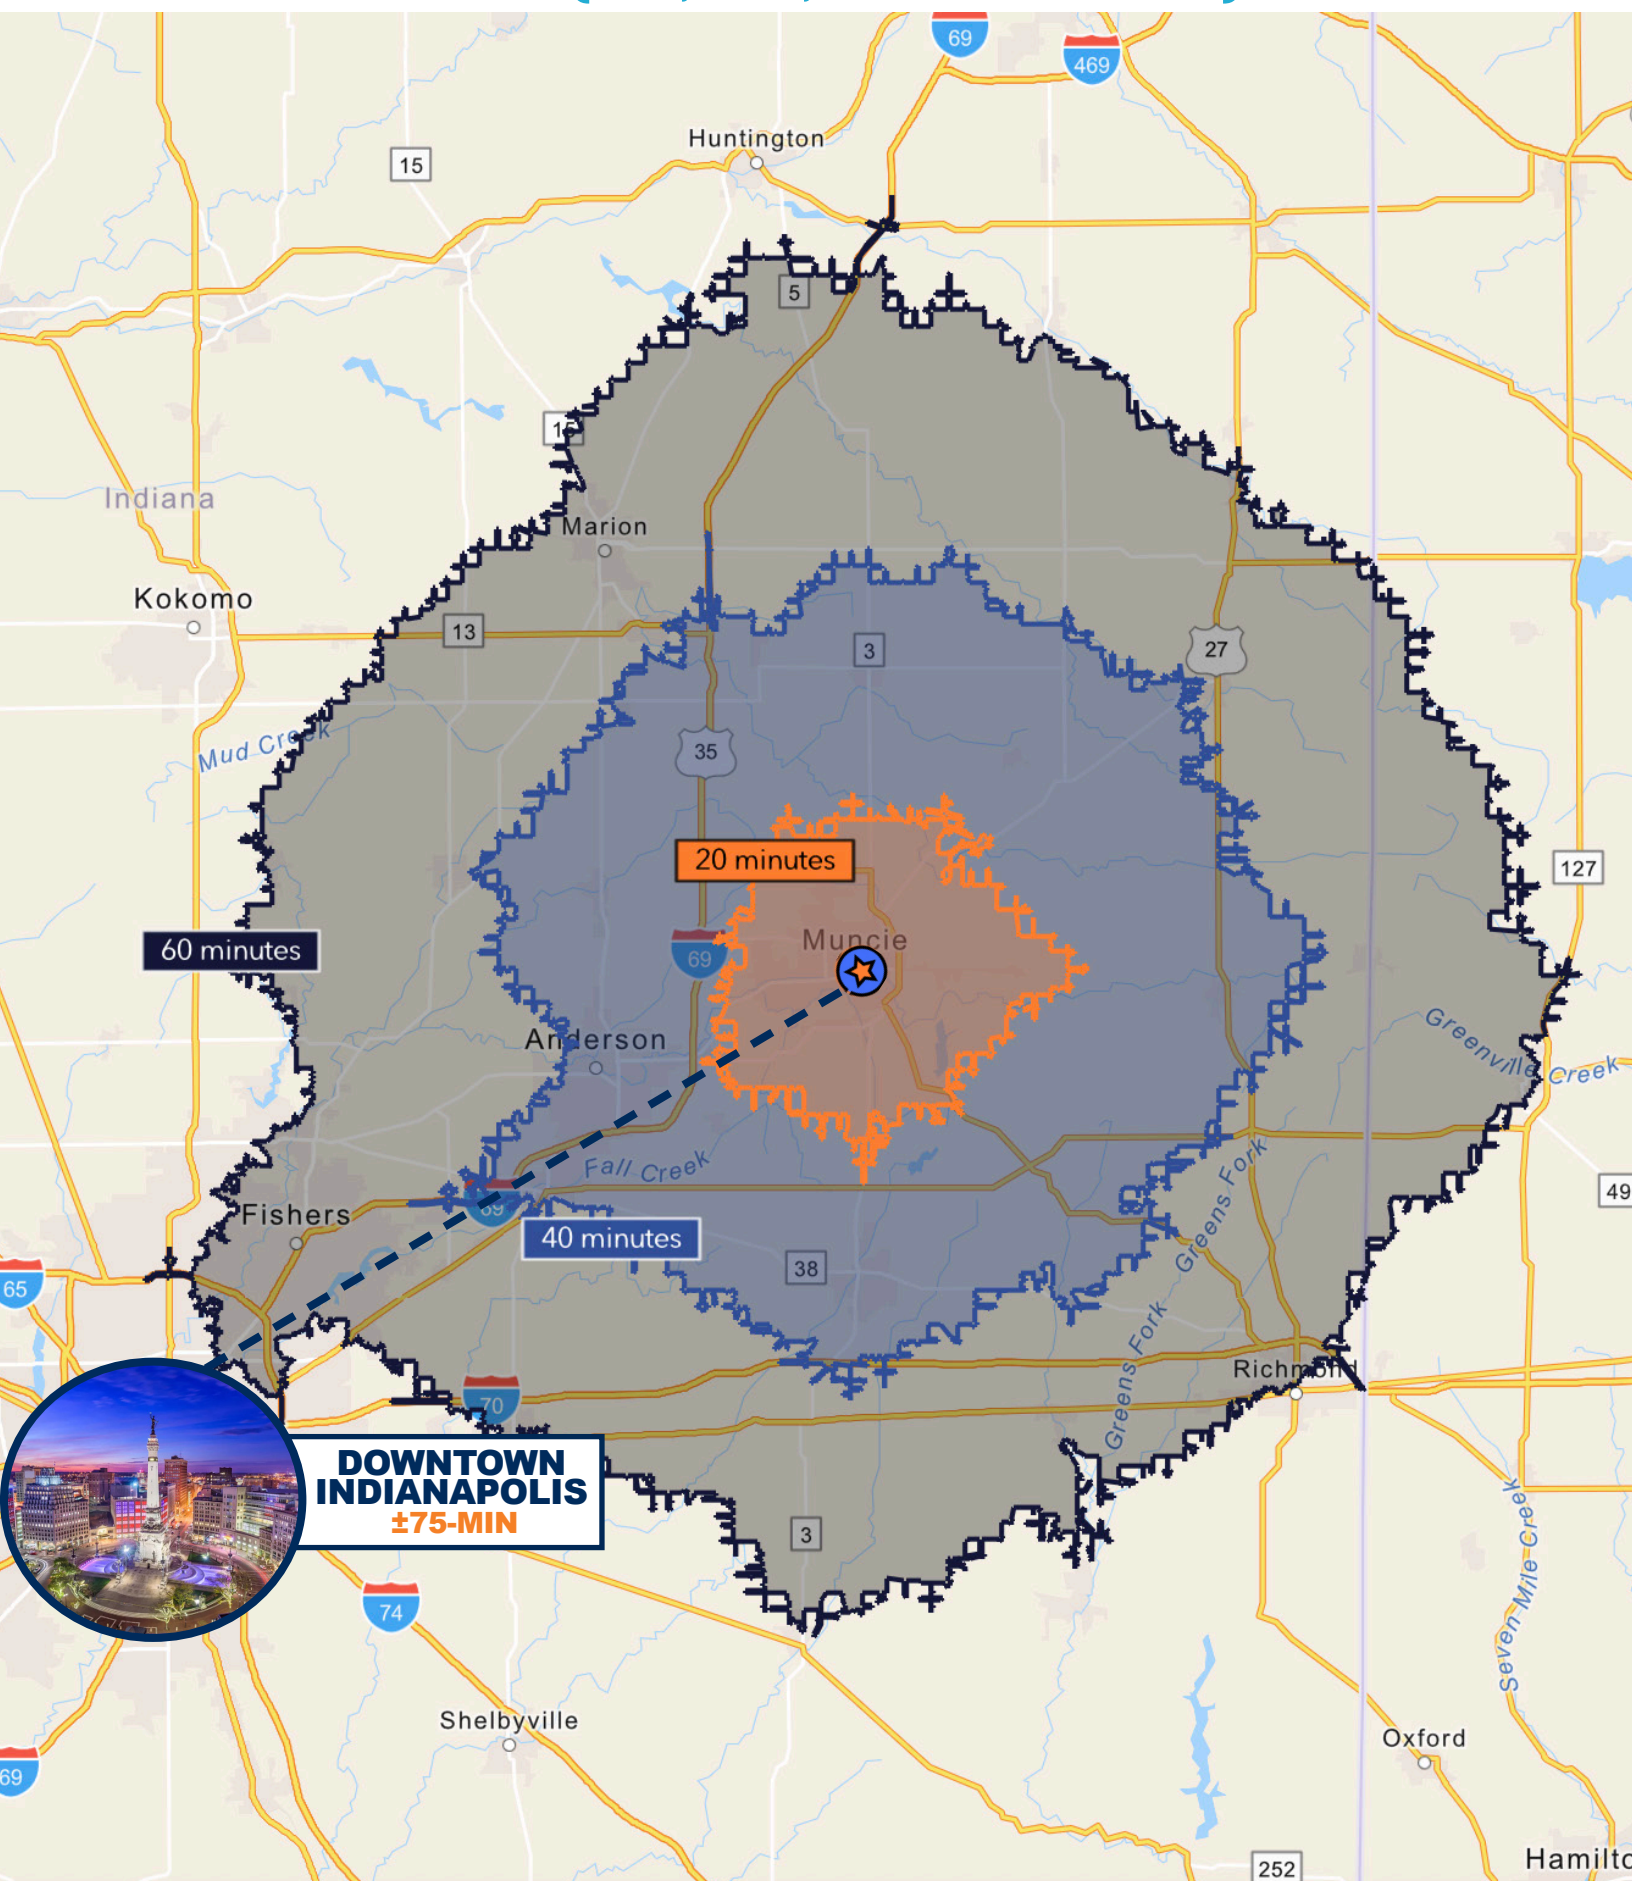 69
469
Huntington
15
5
15
Indiana
Marion
Kokomo
13
3
27
Mud Creek
35
20 minutes
127
Muncie
60 minutes
69
Anderson
Greenville Creek
Fall Creek
Greens Fork
49
Fishers
69
40 minutes
38
65
Greens Fork
Richmond
70
DOWNTOWN
INDIANAPOLIS
±75-MIN
3
74
Seven Mile Creek
Shelbyville
Oxford
69
252
Hamilto